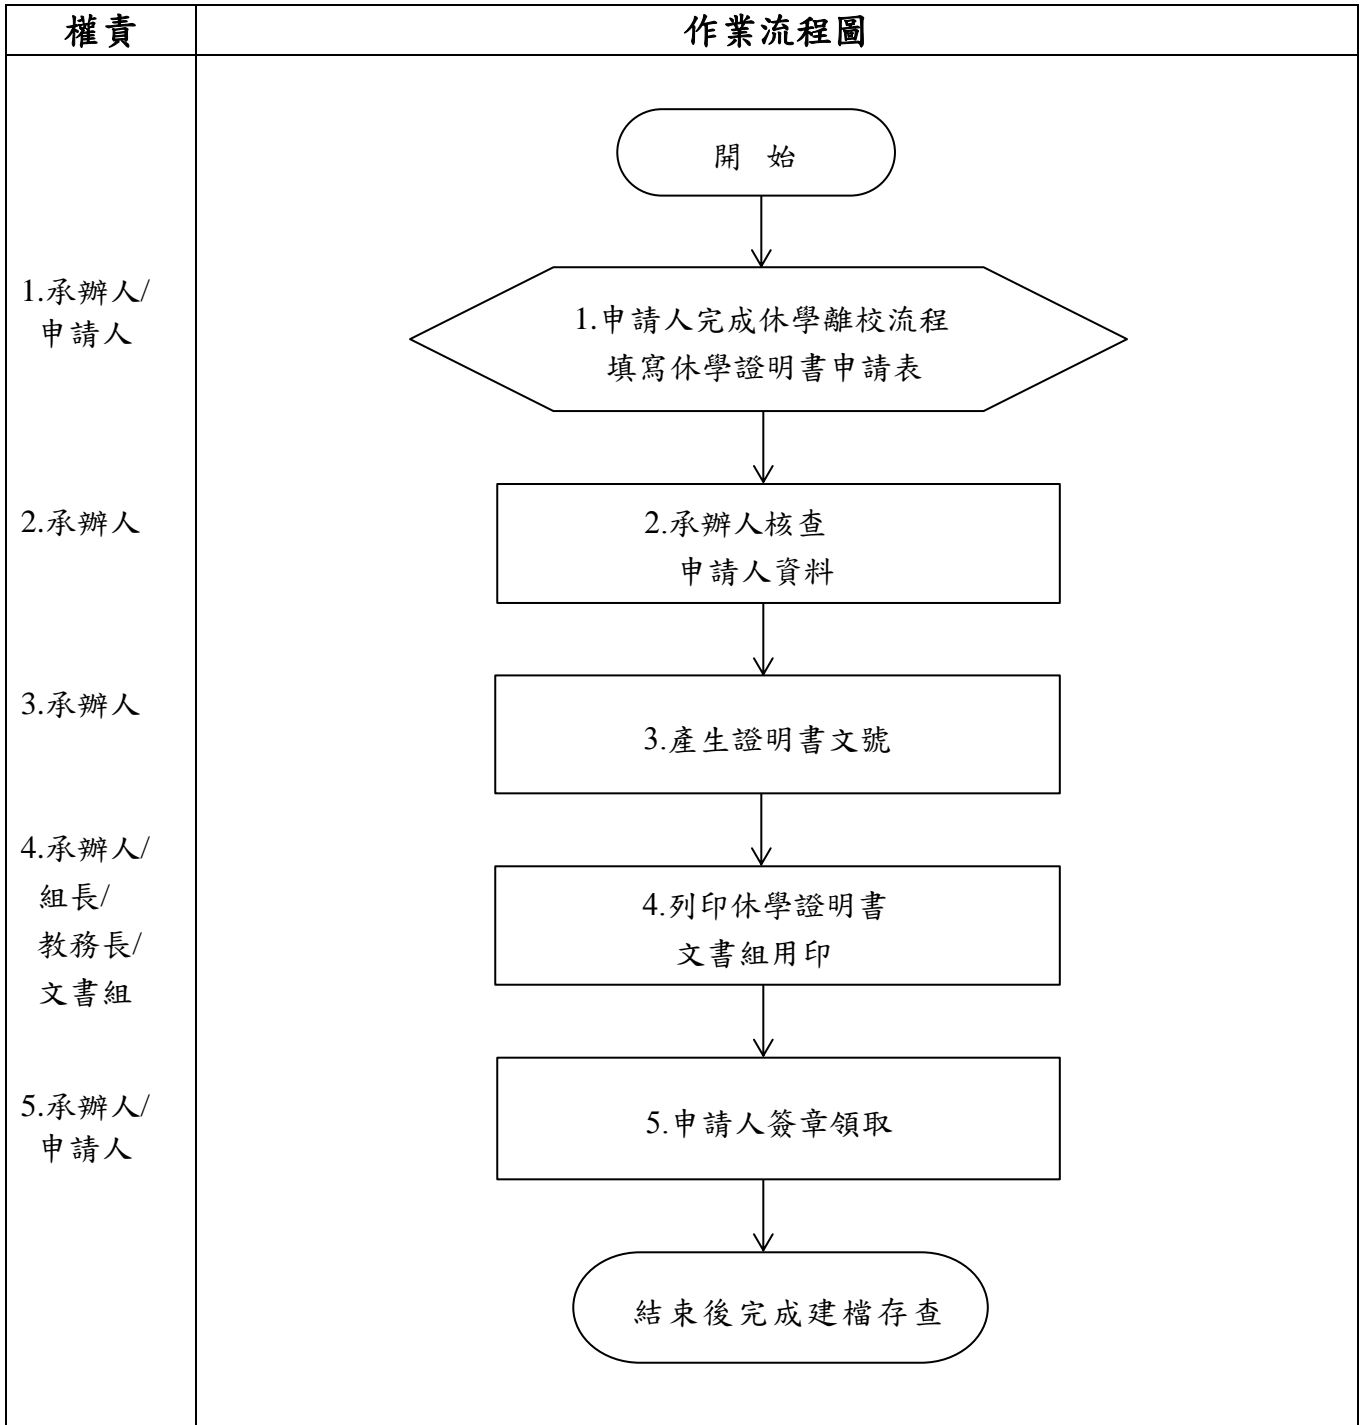 權責
作業流程圖
開 始
1.承辦人/
申請人
1.申請人完成休學離校流程
填寫休學證明書申請表
2.承辦人
2.承辦人核查
申請人資料
3.承辦人
3.產生證明書文號
4.承辦人/
組長/
教務長/
文書組
4.列印休學證明書
文書組用印
5.承辦人/
申請人
5.申請人簽章領取
結束後完成建檔存查